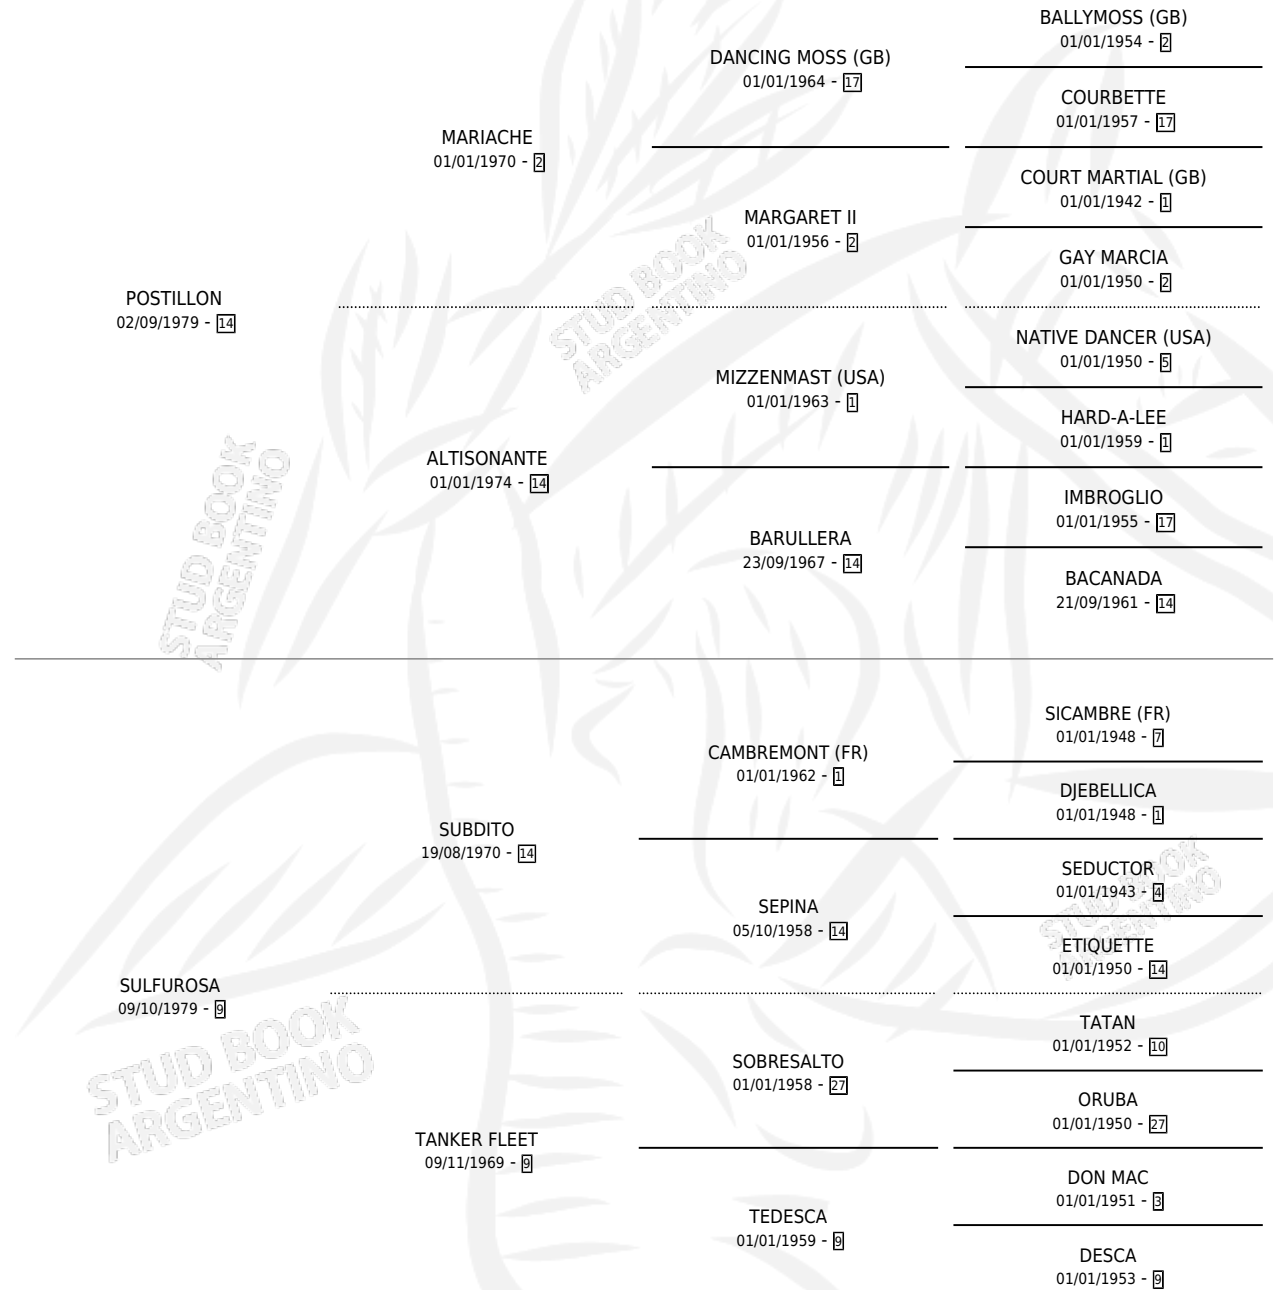 BALLYMOSS (GB)
01/01/1954 - 2
DANCING MOSS (GB)
01/01/1964 - 17
COURBETTE
01/01/1957 - 17
MARIACHE
01/01/1970 - 2
COURT MARTIAL (GB)
01/01/1942 - 1
MARGARET II
01/01/1956 - 2
GAY MARCIA
01/01/1950 - 2
POSTILLON
02/09/1979 - 14
NATIVE DANCER (USA)
01/01/1950 - 5
MIZZENMAST (USA)
01/01/1963 - 1
HARD-A-LEE
01/01/1959 - 1
ALTISONANTE
01/01/1974 - 14
IMBROGLIO
01/01/1955 - 17
BARULLERA
23/09/1967 - 14
BACANADA
21/09/1961 - 14
SICAMBRE (FR)
01/01/1948 - 7
CAMBREMONT (FR)
01/01/1962 - 1
DJEBELLICA
01/01/1948 - 1
SUBDITO
19/08/1970 - 14
SEDUCTOR
01/01/1943 - 4
SEPINA
05/10/1958 - 14
ETIQUETTE
01/01/1950 - 14
SULFUROSA
09/10/1979 - 9
TATAN
01/01/1952 - 10
SOBRESALTO
01/01/1958 - 27
ORUBA
01/01/1950 - 27
TANKER FLEET
09/11/1969 - 9
DON MAC
01/01/1951 - 3
TEDESCA
01/01/1959 - 9
DESCA
01/01/1953 - 9
STUD BOOK
ARGENTINO
STUD BOOK
ARGENTINO
STUD BOOK
ARGENTINO
STUD BOOK
ARGENTINO